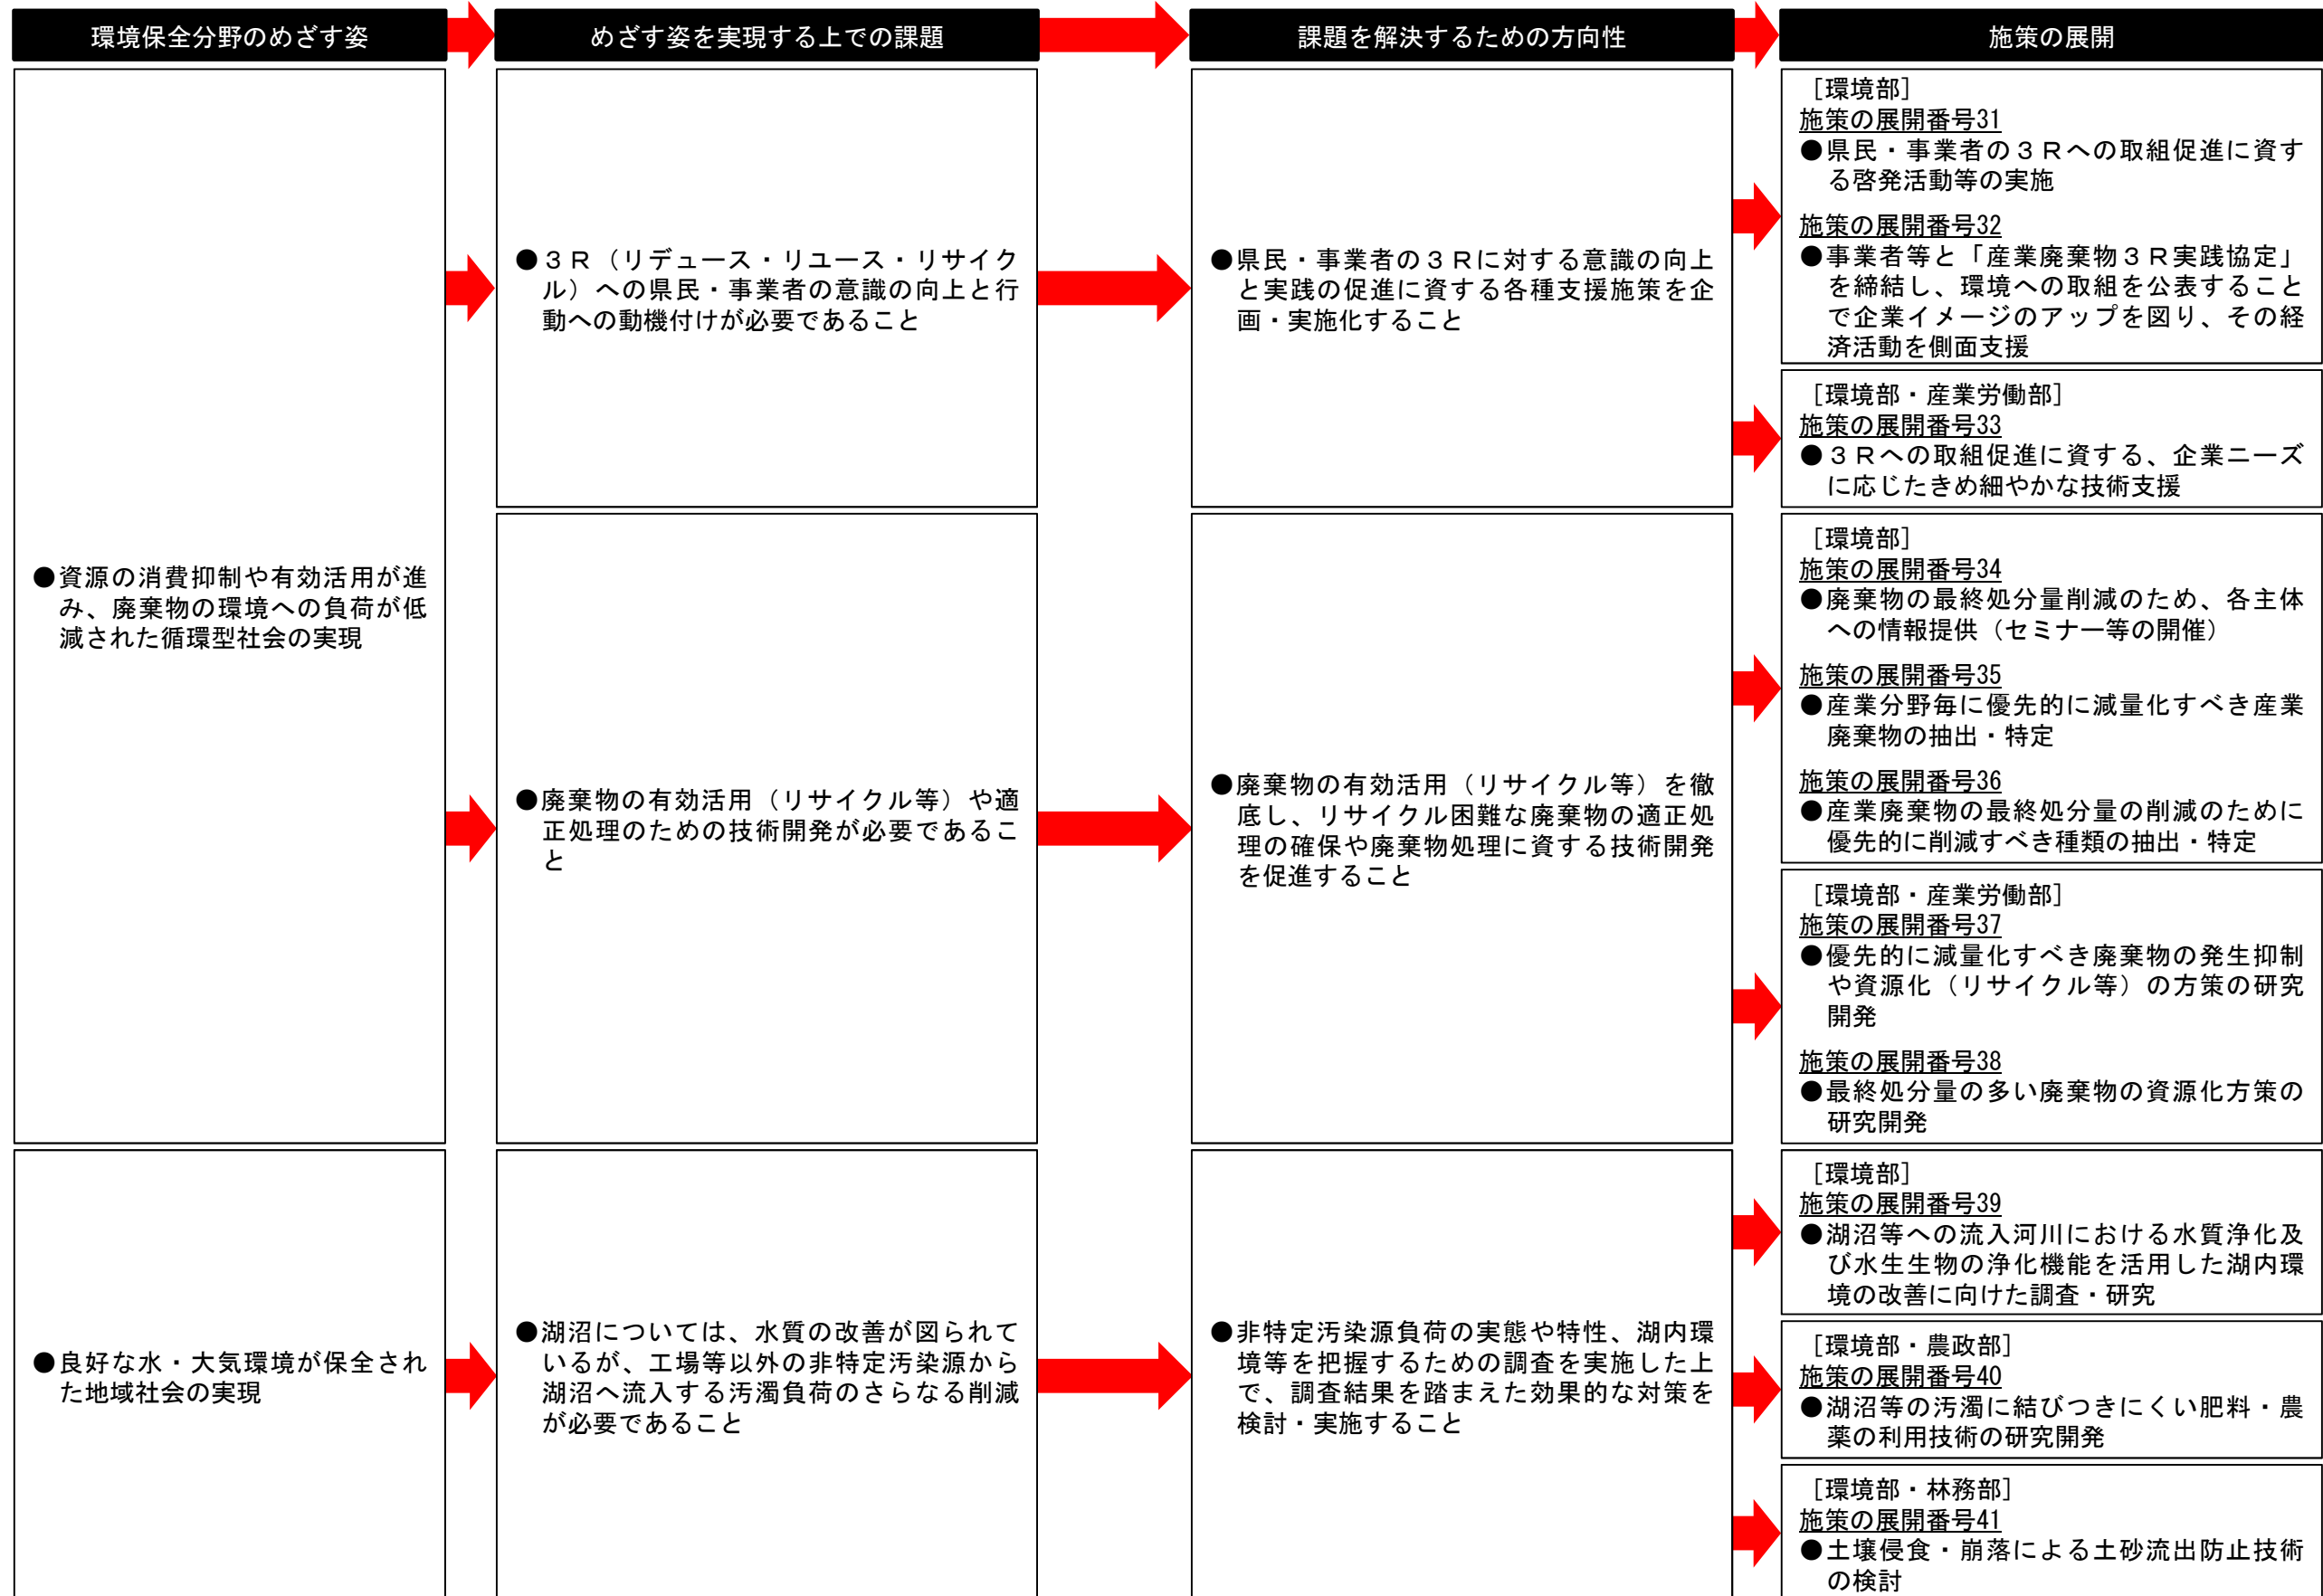 環境保全分野のめざす姿
めざす姿を実現する上での課題
課題を解決するための方向性
施策の展開
●資源の消費抑制や有効活用が進
み、廃棄物の環境への負荷が低
減された循環型社会の実現
●３Ｒ（リデュース・リユース・リサイク
ル）への県民・事業者の意識の向上と行
動への動機付けが必要であること
●県民・事業者の３Ｒに対する意識の向上
と実践の促進に資する各種支援施策を企
画・実施化すること
［環境部］
施策の展開番号31
●県民・事業者の３Ｒへの取組促進に資す
る啓発活動等の実施
施策の展開番号32
●事業者等と「産業廃棄物３Ｒ実践協定」
を締結し、環境への取組を公表すること
で企業イメージのアップを図り、その経
済活動を側面支援
［環境部・産業労働部］
施策の展開番号33
●３Ｒへの取組促進に資する、企業ニーズ
に応じたきめ細やかな技術支援
●廃棄物の有効活用（リサイクル等）や適
正処理のための技術開発が必要であるこ
と
●廃棄物の有効活用（リサイクル等）を徹
底し、リサイクル困難な廃棄物の適正処
理の確保や廃棄物処理に資する技術開発
を促進すること
［環境部］
施策の展開番号34
●廃棄物の最終処分量削減のため、各主体
への情報提供（セミナー等の開催）
施策の展開番号35
●産業分野毎に優先的に減量化すべき産業
廃棄物の抽出・特定
施策の展開番号36
●産業廃棄物の最終処分量の削減のために
優先的に削減すべき種類の抽出・特定
［環境部・産業労働部］
施策の展開番号37
●優先的に減量化すべき廃棄物の発生抑制
や資源化（リサイクル等）の方策の研究
開発
施策の展開番号38
●最終処分量の多い廃棄物の資源化方策の
研究開発
●良好な水・大気環境が保全され
た地域社会の実現
●湖沼については、水質の改善が図られて
いるが、工場等以外の非特定汚染源から
湖沼へ流入する汚濁負荷のさらなる削減
が必要であること
●非特定汚染源負荷の実態や特性、湖内環
境等を把握するための調査を実施した上
で、調査結果を踏まえた効果的な対策を
検討・実施すること
［環境部］
施策の展開番号39
●湖沼等への流入河川における水質浄化及
び水生生物の浄化機能を活用した湖内環
境の改善に向けた調査・研究
［環境部・農政部］
施策の展開番号40
●湖沼等の汚濁に結びつきにくい肥料・農
薬の利用技術の研究開発
［環境部・林務部］
施策の展開番号41
●土壌侵食・崩落による土砂流出防止技術
の検討